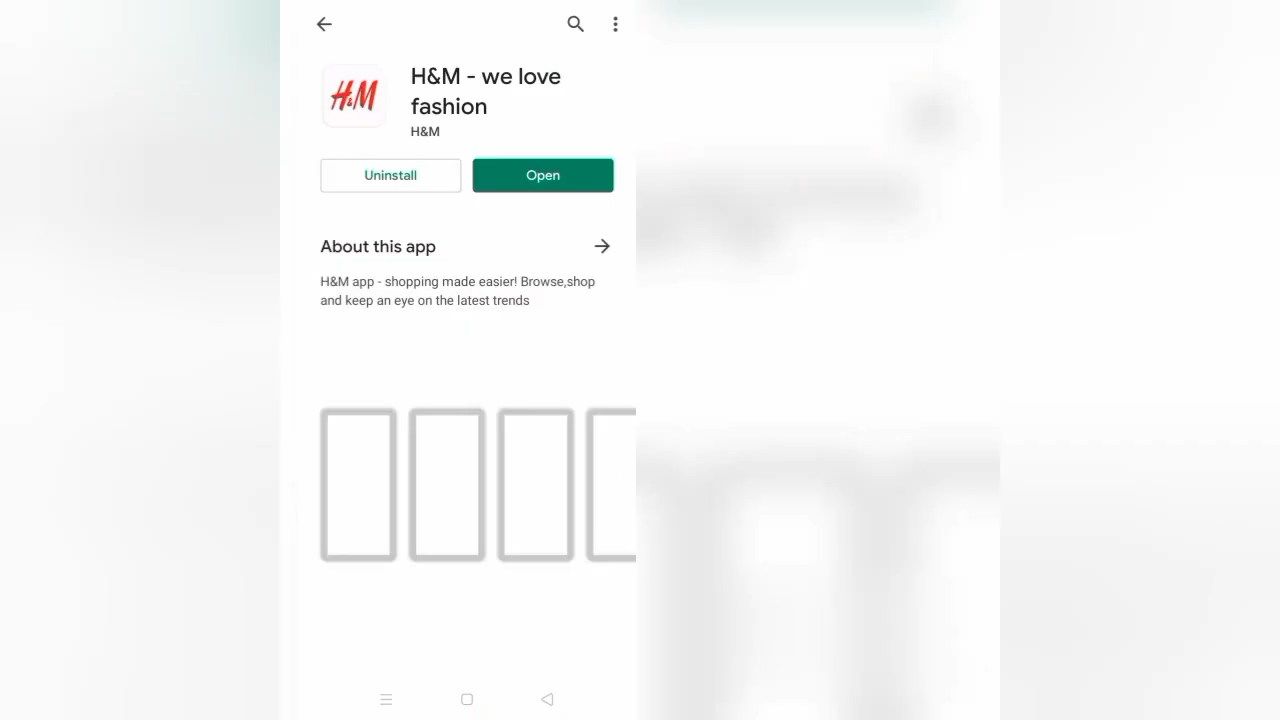 H&M
H&M - we love
fashion
H&M
Uninstall
Open
About this app
H&M app - shopping made easier! Browse,shop
and keep an eye on the latest trends